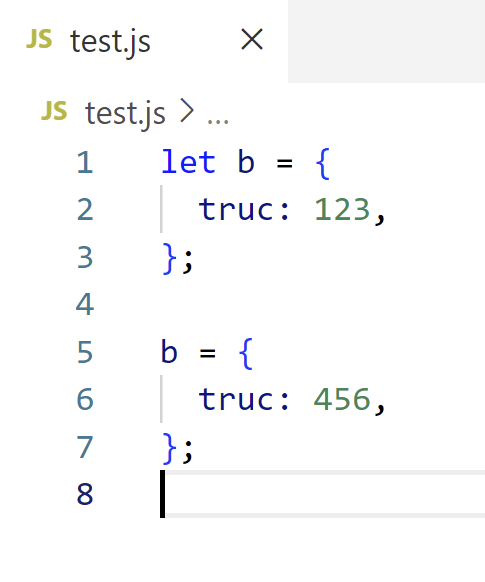 JS test.js ×
JS test.js > ...
1 let b = {
2   truc: 123,
3 };
4
5 b = {
6   truc: 456,
7 };
8